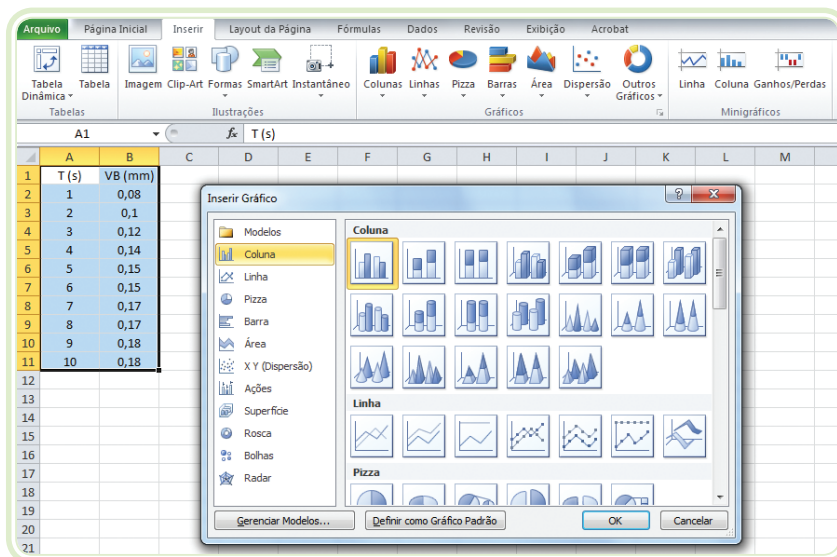 Arquivo Página Inicial Inserir Layout da Página Fórmulas Dados Revisão Exibição Acrobat
Tabela Dinâmica Tabela Imagem Clip-Art Formas SmartArt Instantâneo Colunas Linhas Pizza Barras Área Dispersão Outros Gráficos Linha Coluna Ganhos/Perdas
Tabelas Ilustrações Gráficos Minigráficos
A1 fx T (s)
A B C D E F G H I J K L M
1 T (s) VB (mm)
2 1 0,08
3 2 0,1
4 3 0,12
5 4 0,14
6 5 0,15
7 6 0,15
8 7 0,17
9 8 0,17
10 9 0,18
11 10 0,18
12
13
14
15
16
17
18
19
20
21
Inserir Gráfico
Modelos
Coluna
Linha
Pizza
Barra
Área
X Y (Dispersão)
Ações
Superfície
Rosca
Bolhas
Radar
Coluna
Linha
Pizza
Gerenciar Modelos... Definir como Gráfico Padrão OK Cancelar